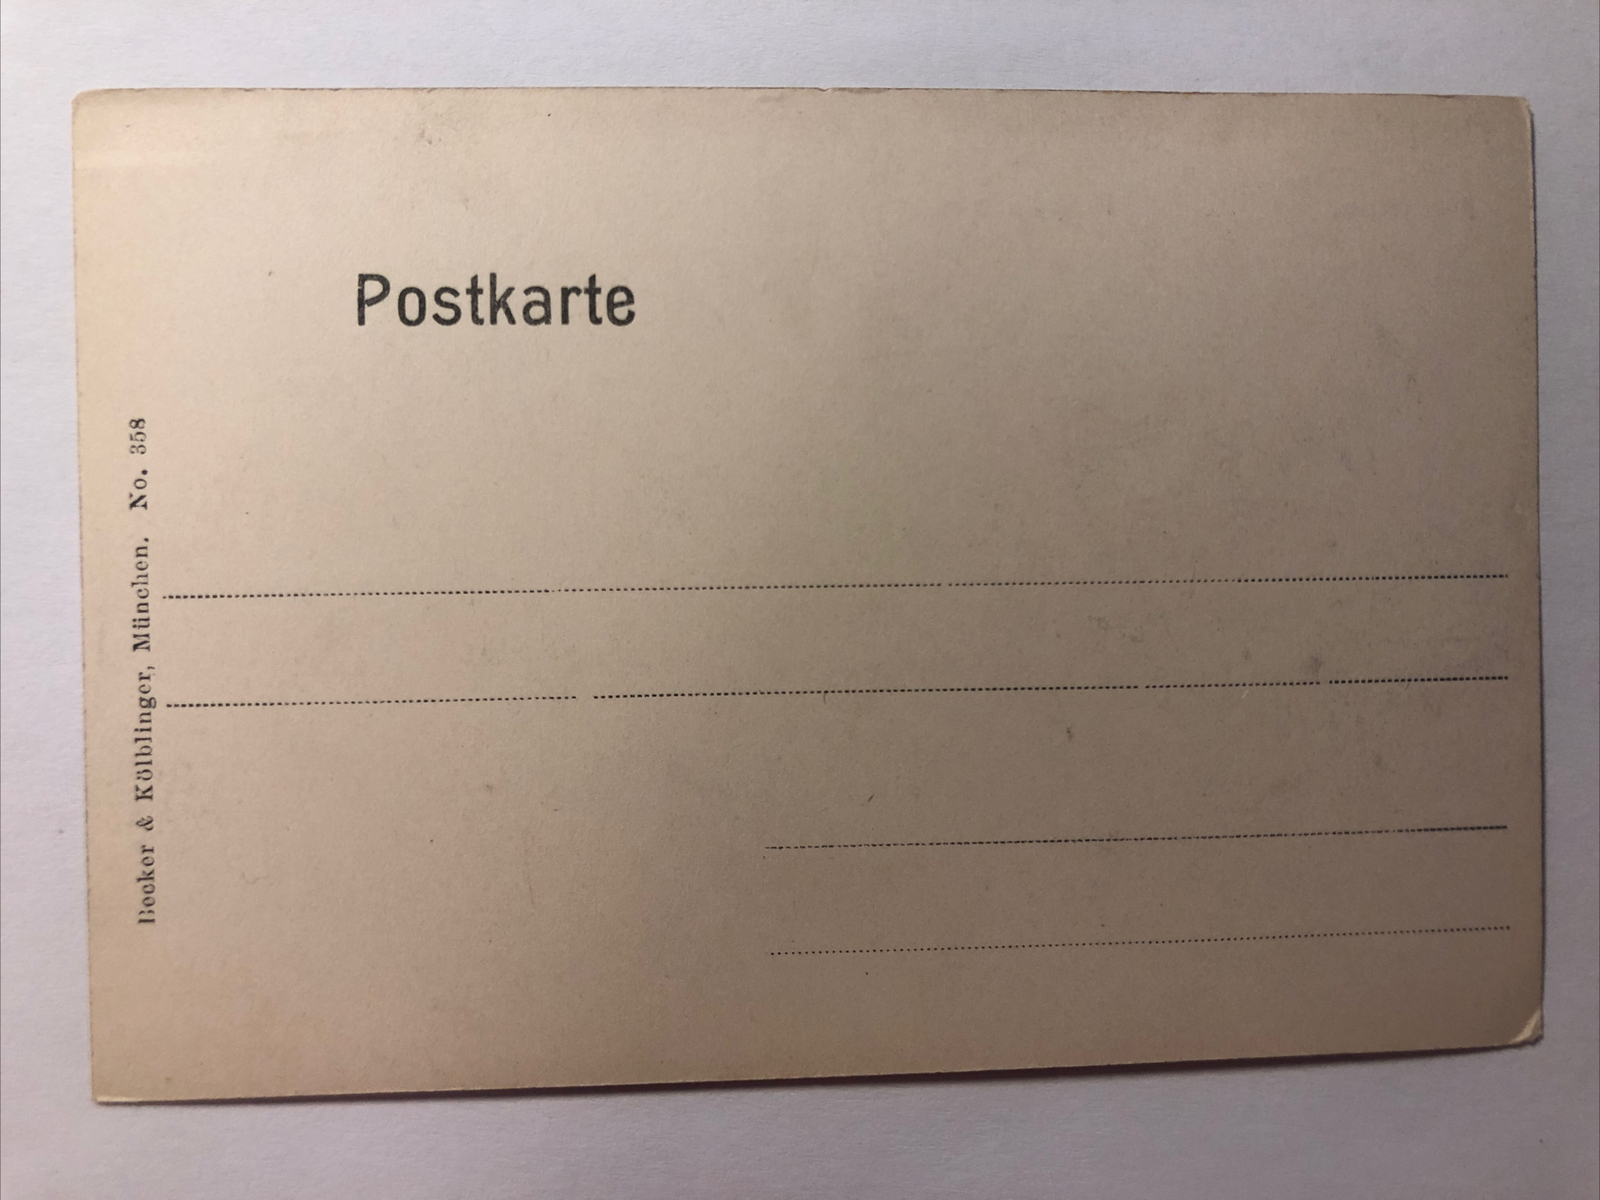 Postkarte
Becker & Kölblinger, München. No. 358